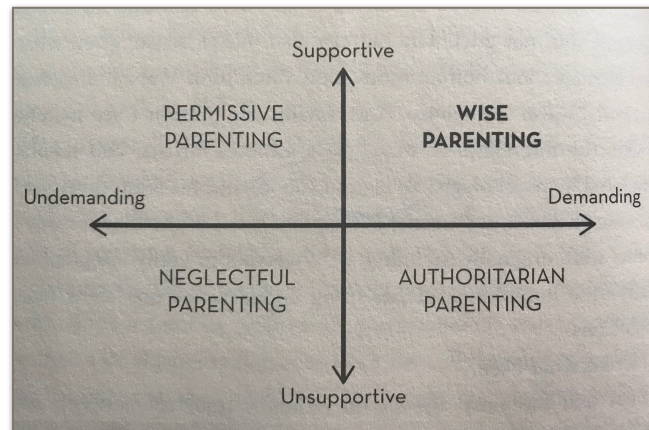 Supportive
PERMISSIVE
PARENTING
WISE
PARENTING
Undemanding
Demanding
NEGLECTFUL
PARENTING
AUTHORITARIAN
PARENTING
Unsupportive